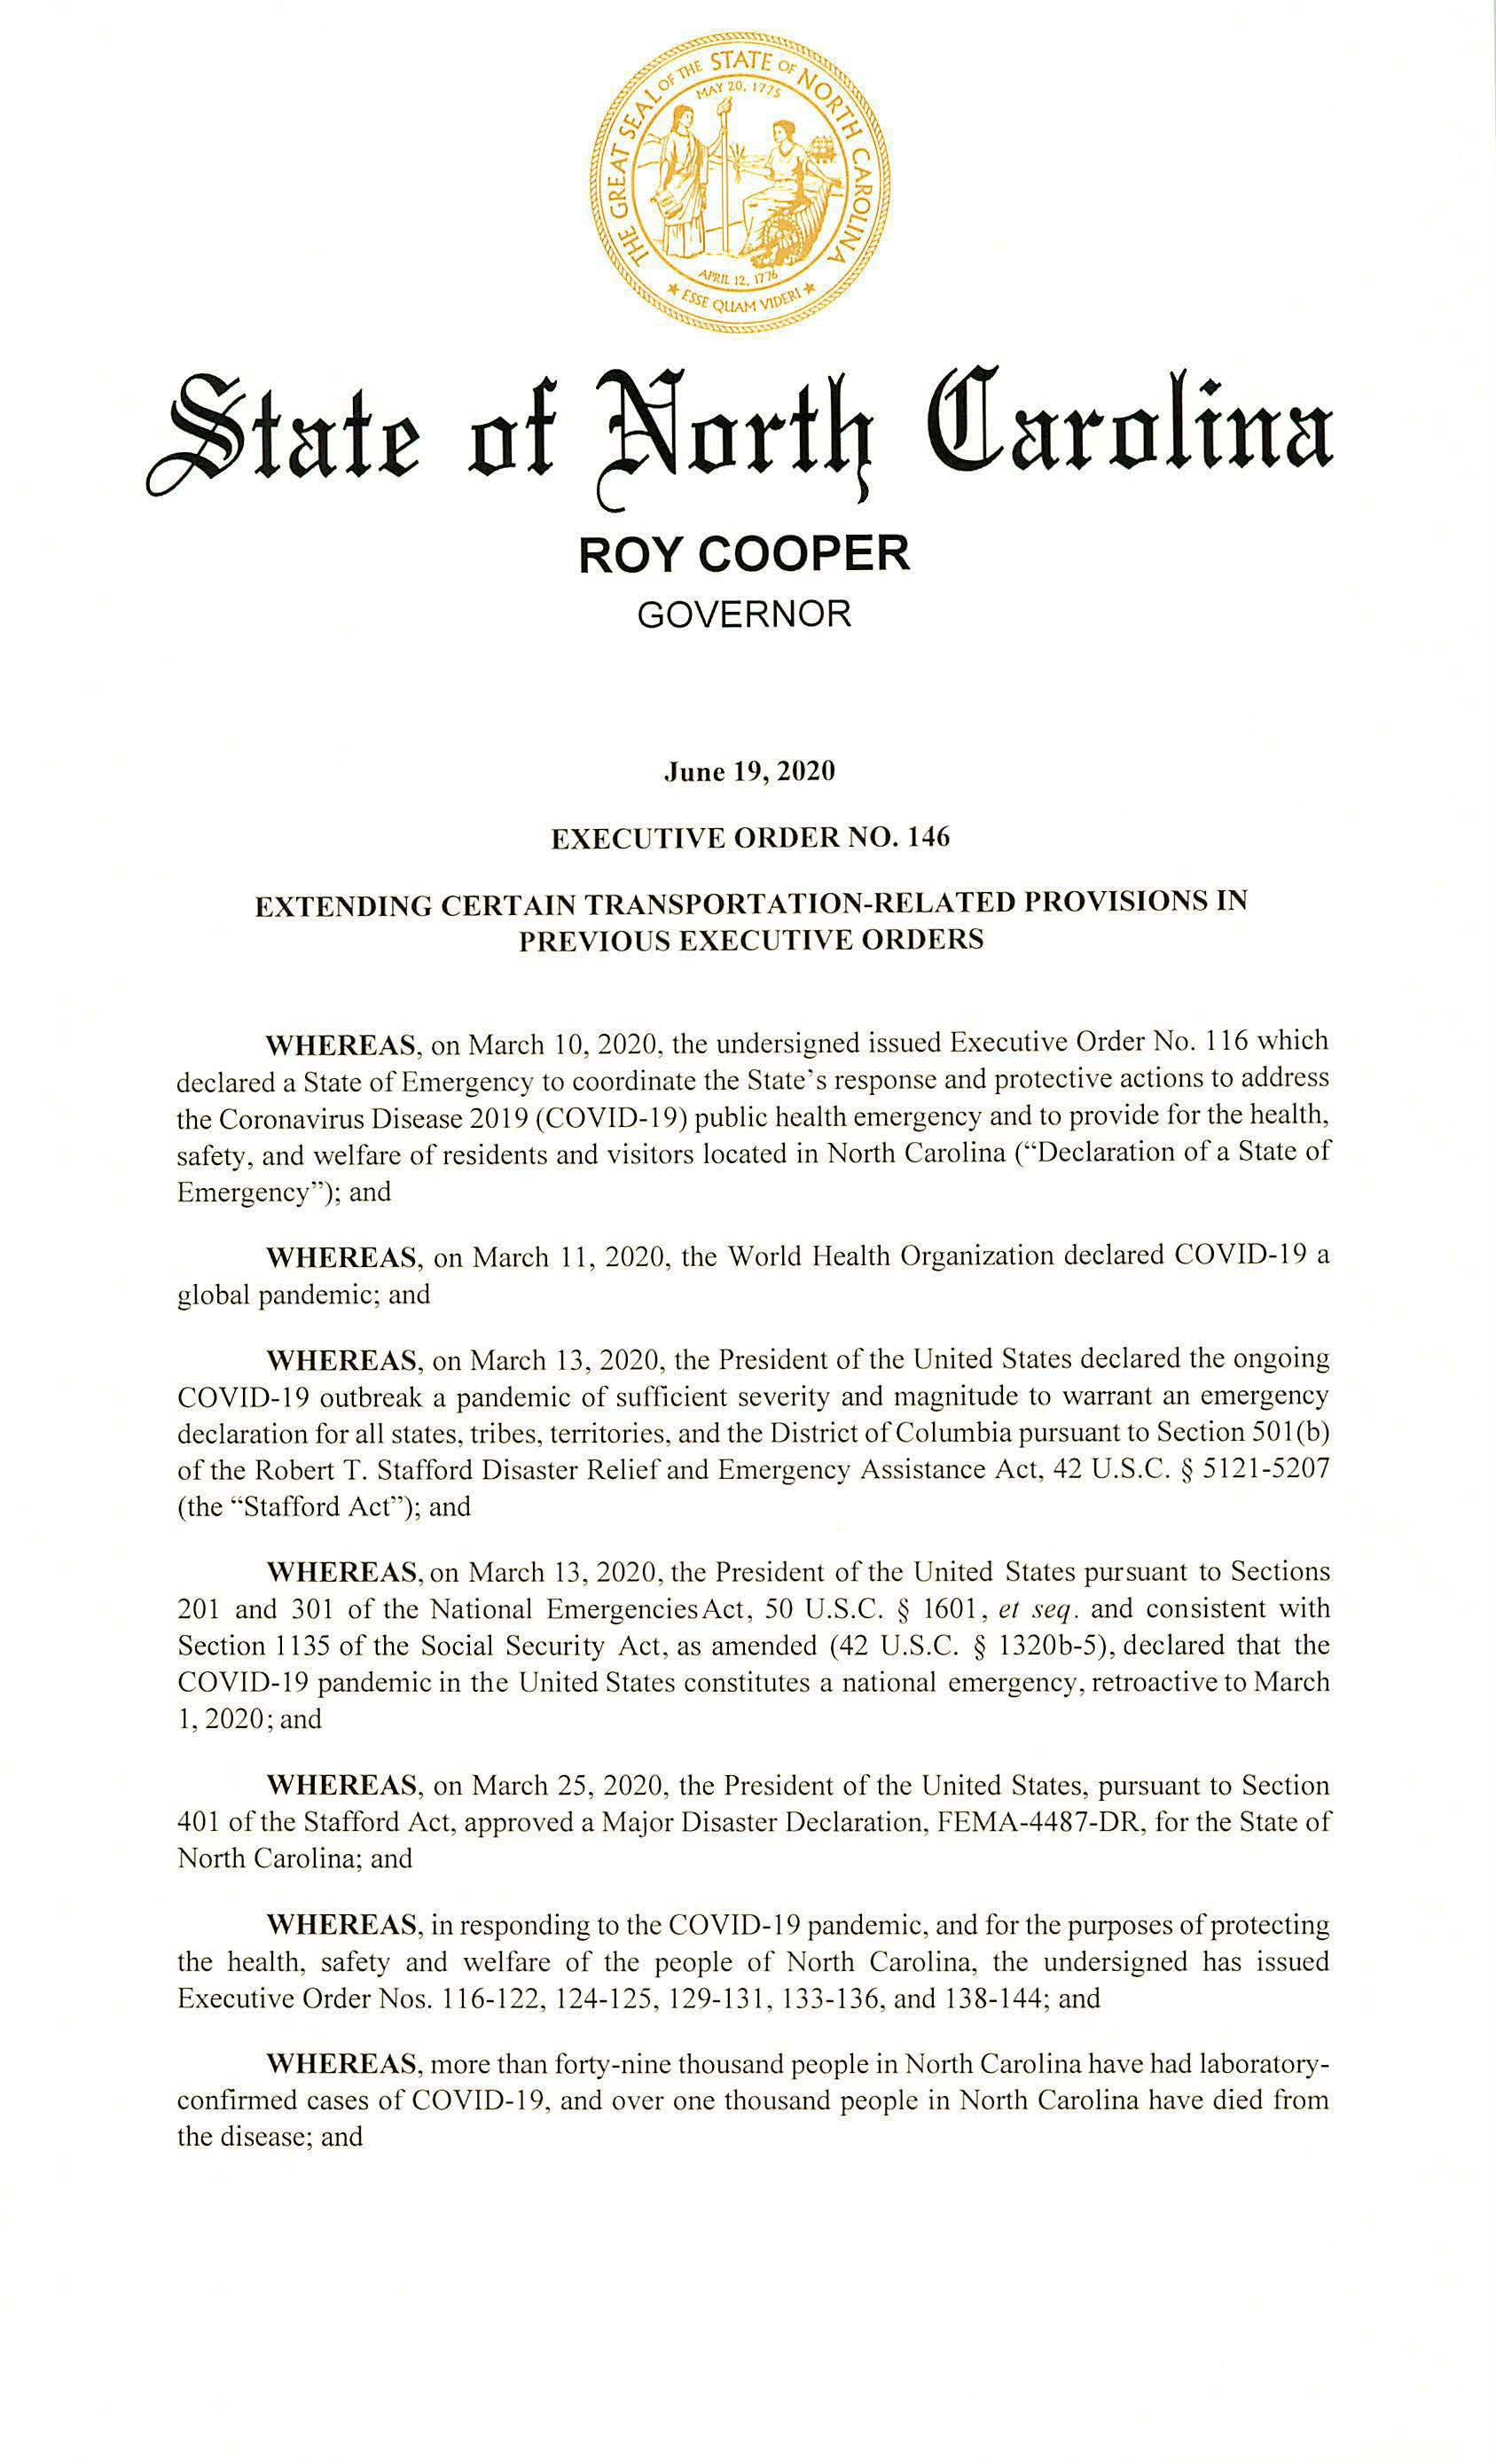 THE GREAT SEAL OF THE STATE OF NORTH CAROLINA
MAY 20, 1775
APRIL 12, 1776
★ ESSE QUAM VIDERI ★
State of North Carolina
ROY COOPER
GOVERNOR
June 19, 2020
EXECUTIVE ORDER NO. 146
EXTENDING CERTAIN TRANSPORTATION-RELATED PROVISIONS IN
PREVIOUS EXECUTIVE ORDERS
WHEREAS, on March 10, 2020, the undersigned issued Executive Order No. 116 which
declared a State of Emergency to coordinate the State's response and protective actions to address
the Coronavirus Disease 2019 (COVID-19) public health emergency and to provide for the health,
safety, and welfare of residents and visitors located in North Carolina (“Declaration of a State of
Emergency”); and
WHEREAS, on March 11, 2020, the World Health Organization declared COVID-19 a
global pandemic; and
WHEREAS, on March 13, 2020, the President of the United States declared the ongoing
COVID-19 outbreak a pandemic of sufficient severity and magnitude to warrant an emergency
declaration for all states, tribes, territories, and the District of Columbia pursuant to Section 501(b)
of the Robert T. Stafford Disaster Relief and Emergency Assistance Act, 42 U.S.C. § 5121-5207
(the “Stafford Act”); and
WHEREAS, on March 13, 2020, the President of the United States pursuant to Sections
201 and 301 of the National Emergencies Act, 50 U.S.C. § 1601, et seq. and consistent with
Section 1135 of the Social Security Act, as amended (42 U.S.C. § 1320b-5), declared that the
COVID-19 pandemic in the United States constitutes a national emergency, retroactive to March
1, 2020; and
WHEREAS, on March 25, 2020, the President of the United States, pursuant to Section
401 of the Stafford Act, approved a Major Disaster Declaration, FEMA-4487-DR, for the State of
North Carolina; and
WHEREAS, in responding to the COVID-19 pandemic, and for the purposes of protecting
the health, safety and welfare of the people of North Carolina, the undersigned has issued
Executive Order Nos. 116-122, 124-125, 129-131, 133-136, and 138-144; and
WHEREAS, more than forty-nine thousand people in North Carolina have had laboratory-
confirmed cases of COVID-19, and over one thousand people in North Carolina have died from
the disease; and